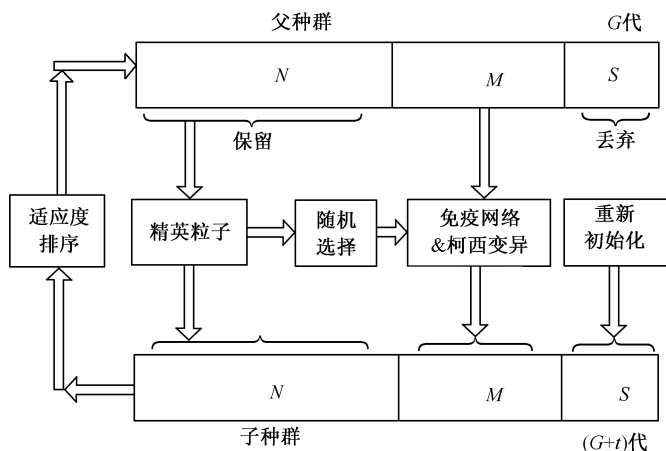 父种群
G代
N
M
S
保留
丢弃
适应度
排序
精英粒子
随机
选择
免疫网络
&柯西变异
重新
初始化
N
M
S
子种群
(G+t)代